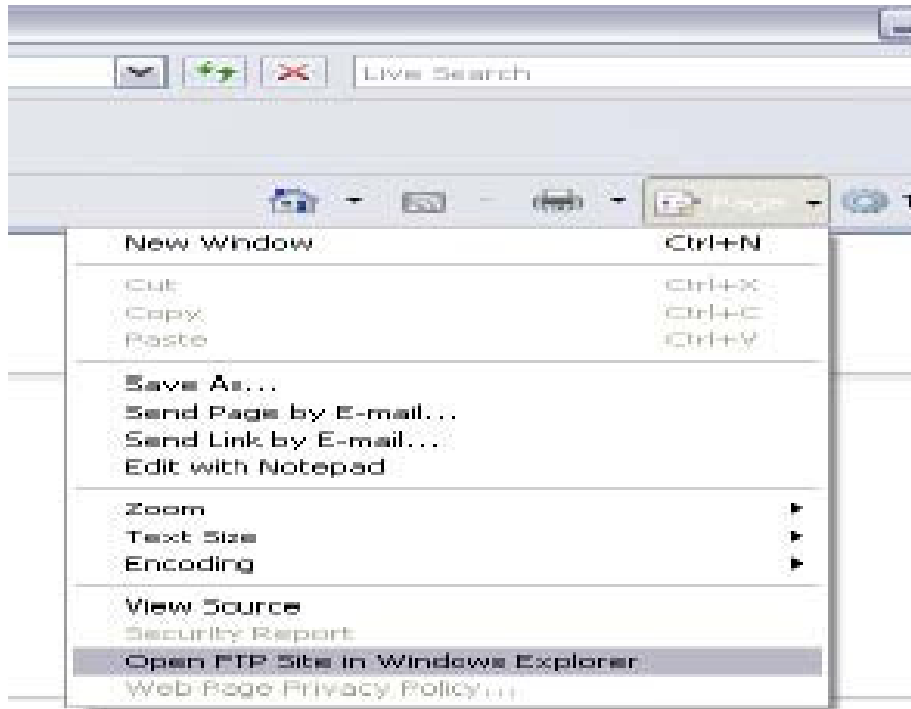 Live Search
Page
New Window Ctrl+N
Cut Ctrl+X
Copy Ctrl+C
Paste Ctrl+V
Save As...
Send Page by E-mail...
Send Link by E-mail...
Edit with Notepad
Zoom
Text Size
Encoding
View Source
Security Report
Open FTP Site in Windows Explorer
Web Page Privacy Policy...